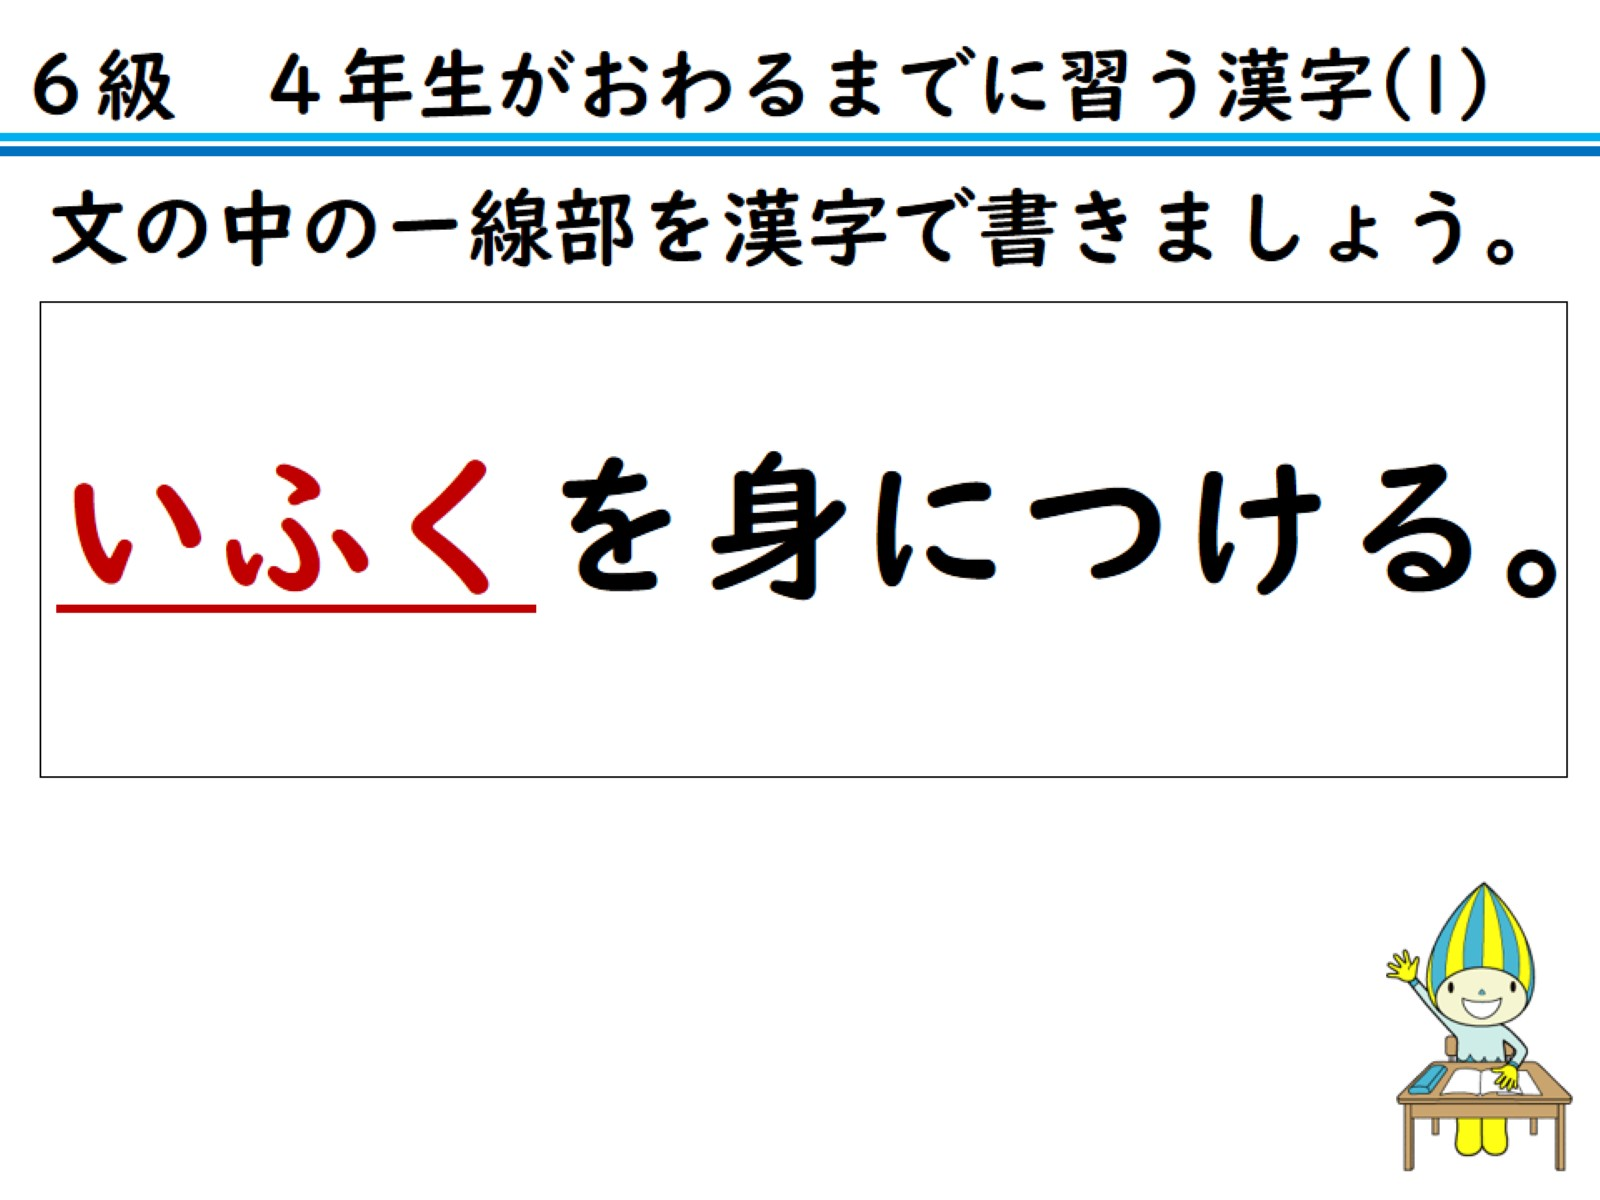 ６級　４年生がおわるまでに習う漢字(1)
文の中の一線部を漢字で書きましょう。
いふくを身につける。